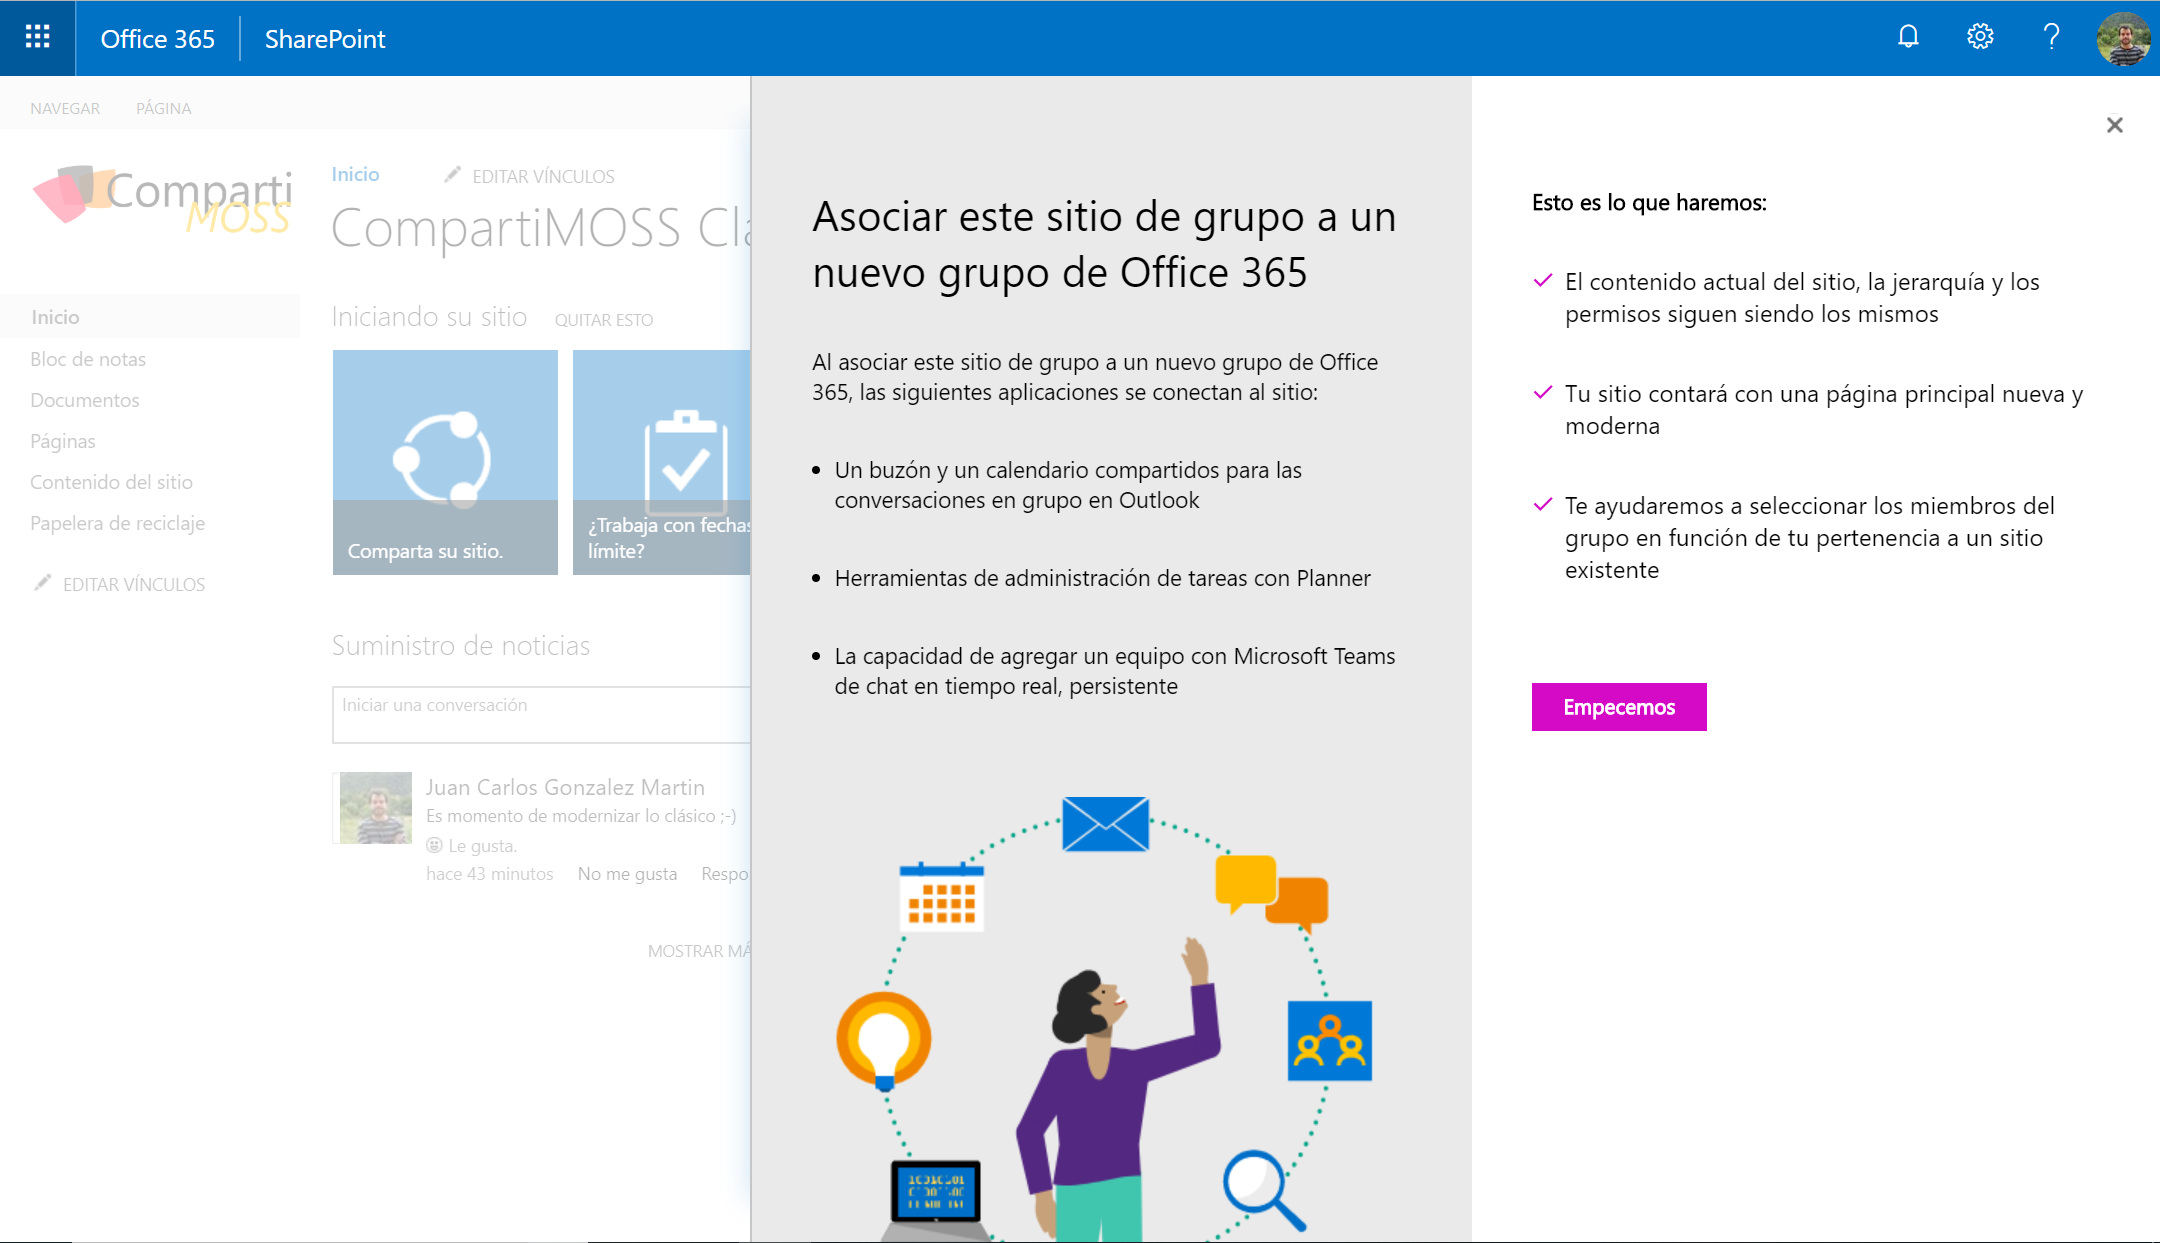 Office 365
SharePoint
NAVEGAR
PÁGINA
Comparti
MOSS
Inicio
EDITAR VÍNCULOS
CompartiMOSS Cla
Inicio
Bloc de notas
Documentos
Páginas
Contenido del sitio
Papelera de reciclaje
EDITAR VÍNCULOS
Iniciando su sitio
QUITAR ESTO
Comparta su sitio.
¿Trabaja con fechas
límite?
Suministro de noticias
Iniciar una conversación
Juan Carlos Gonzalez Martin
Es momento de modernizar lo clásico ;-)
Le gusta.
hace 43 minutos
No me gusta
Respo
MOSTRAR MÁ
Asociar este sitio de grupo a un
nuevo grupo de Office 365
Al asociar este sitio de grupo a un nuevo grupo de Office
365, las siguientes aplicaciones se conectan al sitio:
• Un buzón y un calendario compartidos para las
conversaciones en grupo en Outlook
• Herramientas de administración de tareas con Planner
• La capacidad de agregar un equipo con Microsoft Teams
de chat en tiempo real, persistente
Esto es lo que haremos:
El contenido actual del sitio, la jerarquía y los
permisos siguen siendo los mismos
Tu sitio contará con una página principal nueva y
moderna
Te ayudaremos a seleccionar los miembros del
grupo en función de tu pertenencia a un sitio
existente
Empecemos